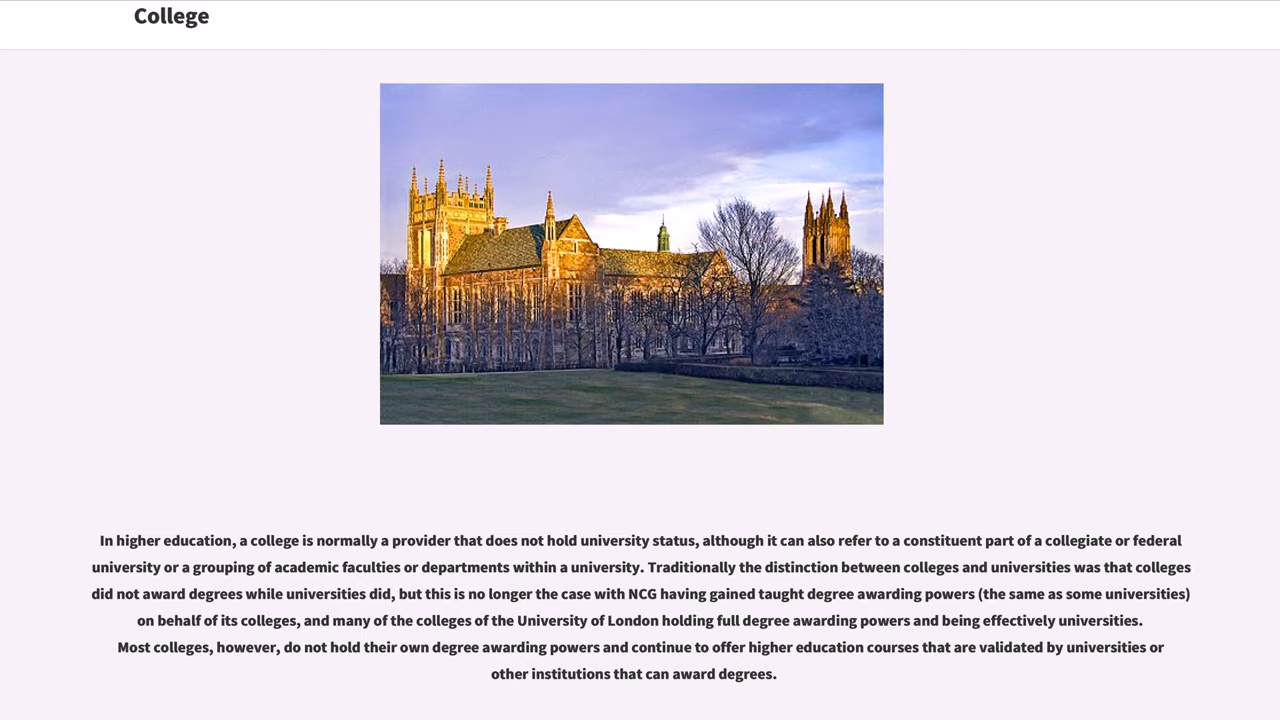 College
In higher education, a college is normally a provider that does not hold university status, although it can also refer to a constituent part of a collegiate or federal
university or a grouping of academic faculties or departments within a university. Traditionally the distinction between colleges and universities was that colleges
did not award degrees while universities did, but this is no longer the case with NCG having gained taught degree awarding powers (the same as some universities)
on behalf of its colleges, and many of the colleges of the University of London holding full degree awarding powers and being effectively universities.
Most colleges, however, do not hold their own degree awarding powers and continue to offer higher education courses that are validated by universities or
other institutions that can award degrees.